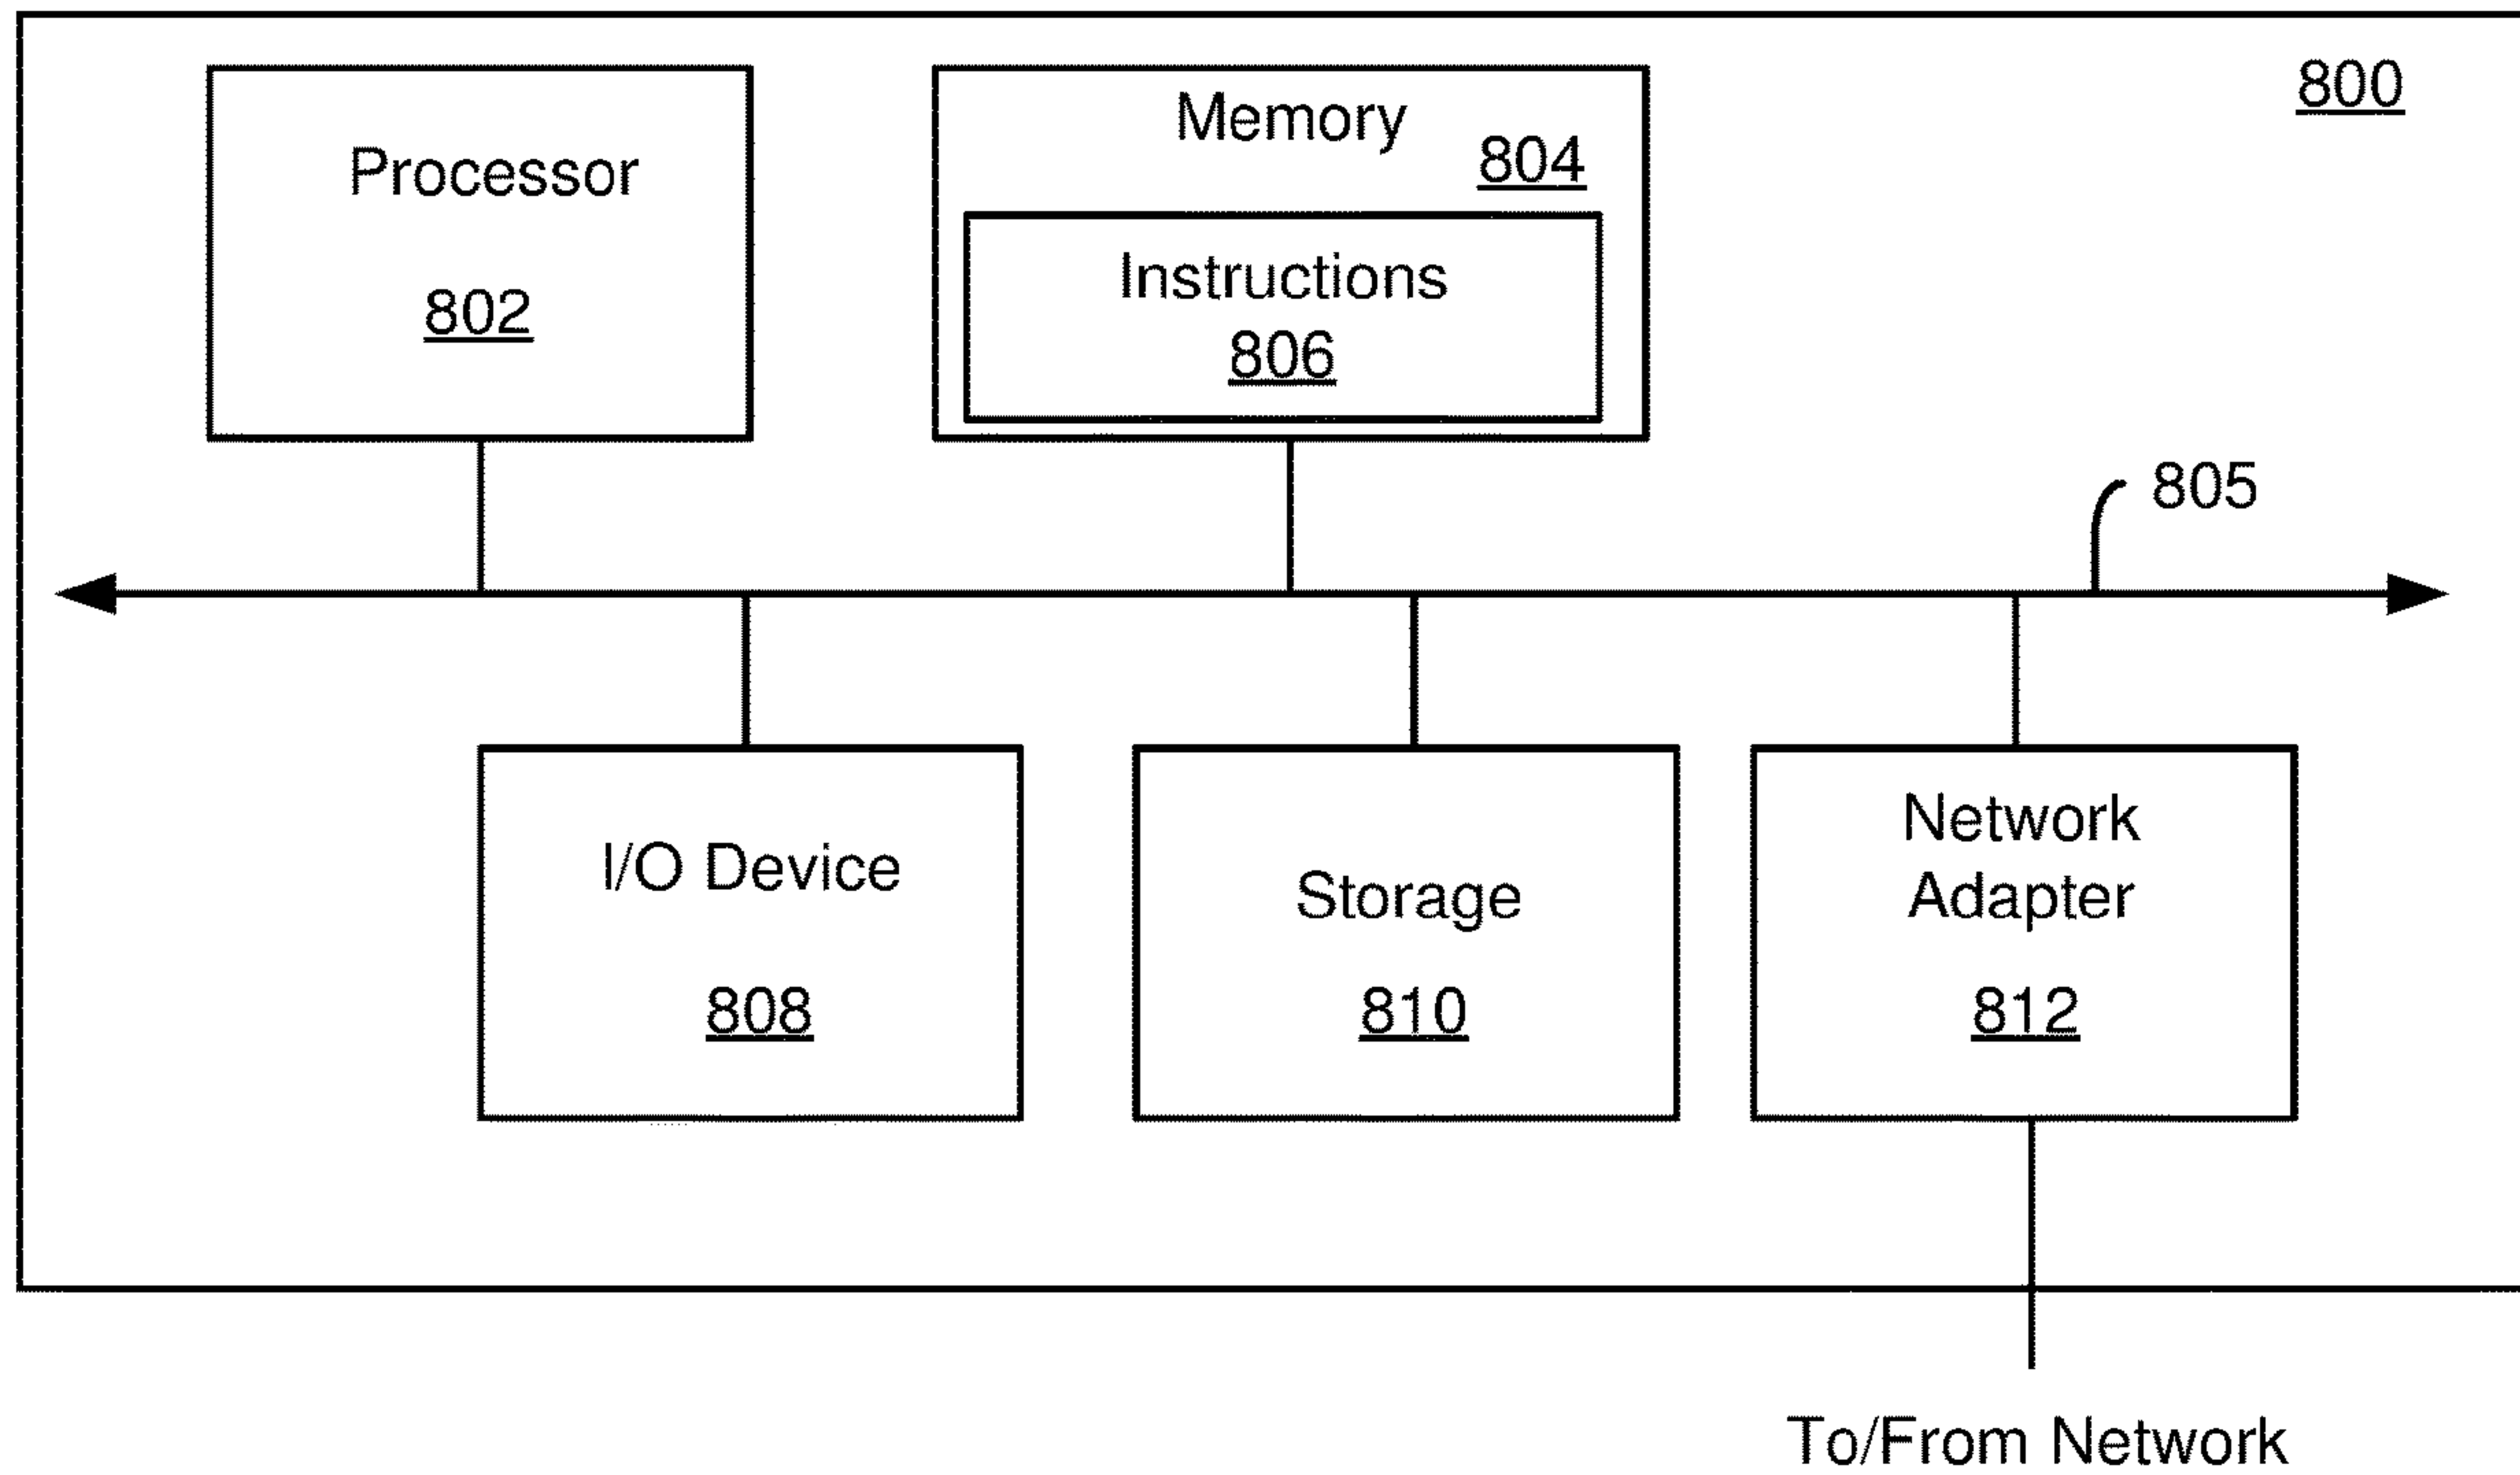 800
Processor
802
Memory
804
Instructions
806
805
I/O Device
808
Storage
810
Network
Adapter
812
To/From Network